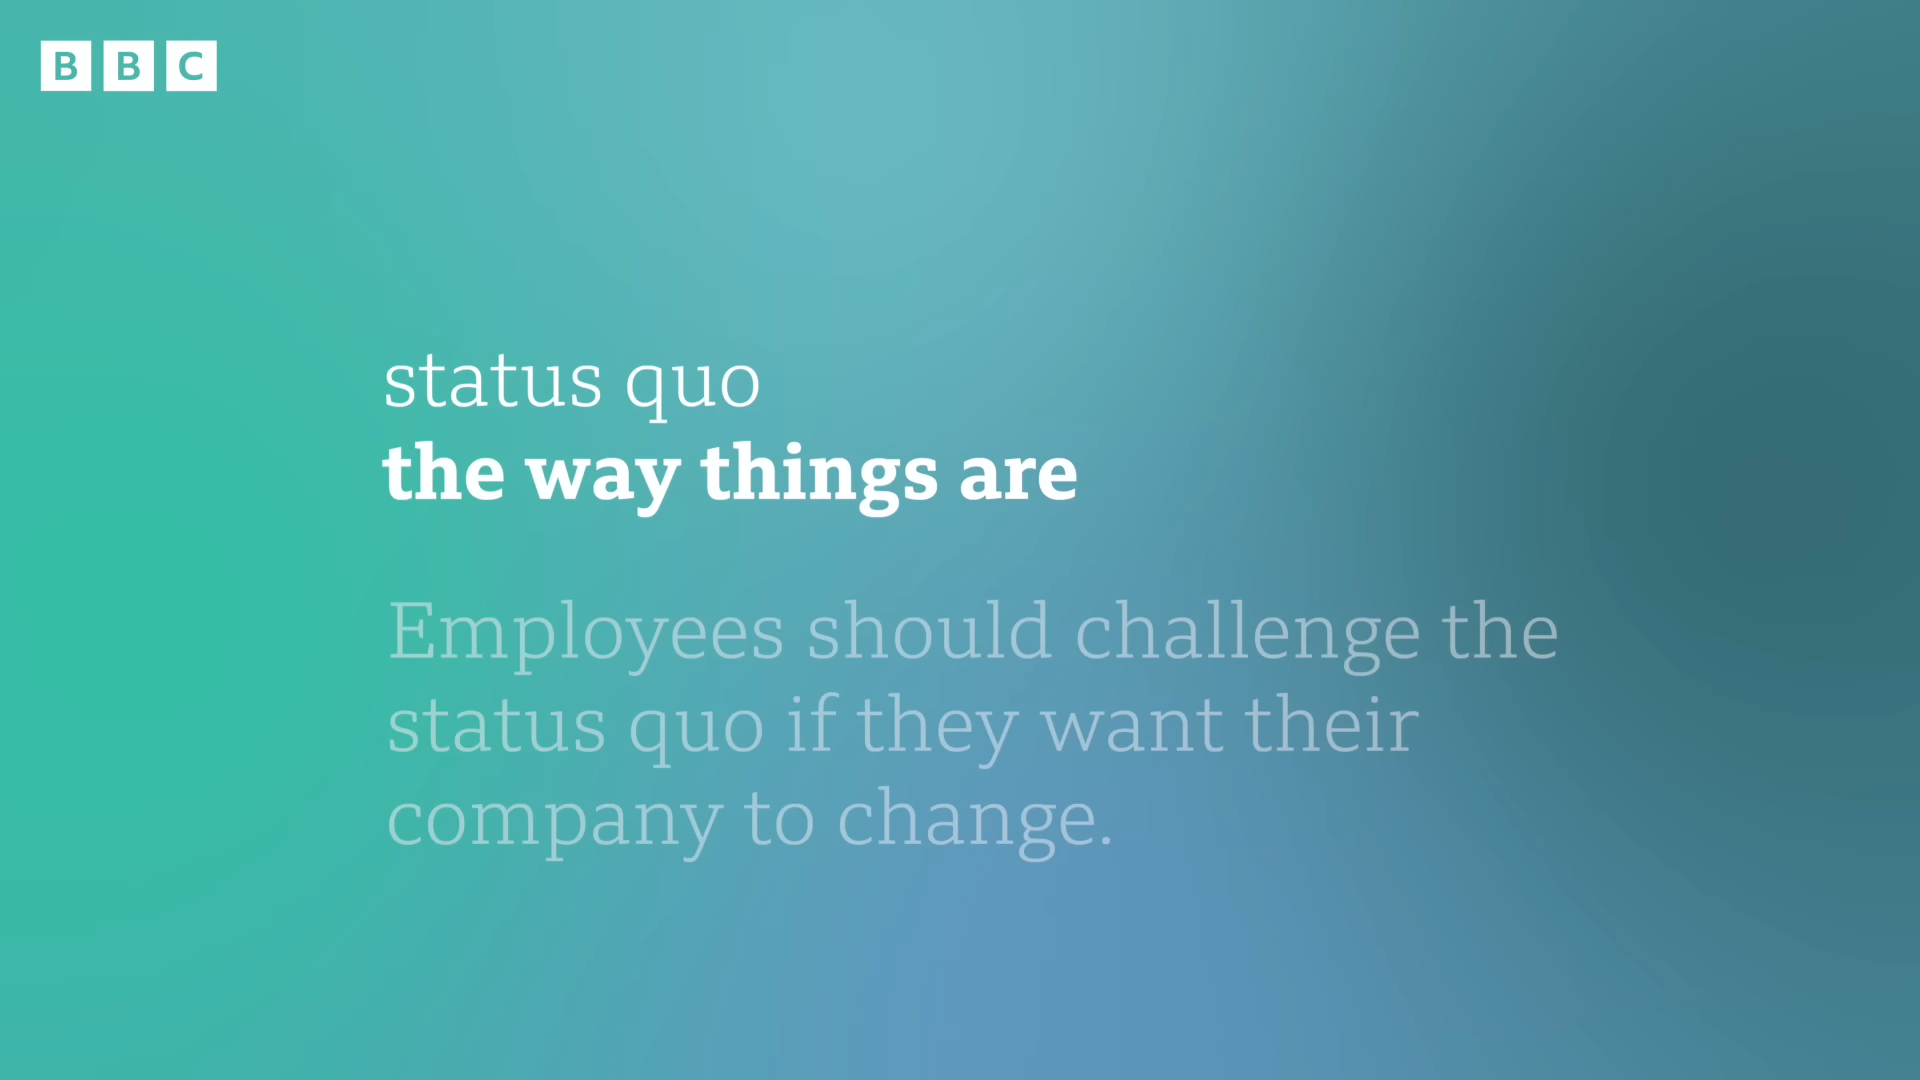 BBC
status quo
the way things are
Employees should challenge the
status quo if they want their
company to change.